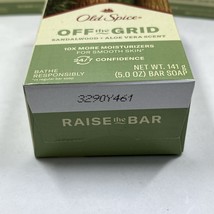 Old Spice
OFF the GRID
SANDALWOOD / ALOE VERA SCENT
10X MORE MOISTURIZERS
FOR SMOOTH SKIN*
24/7 CONFIDENCE
BATHE
RESPONSIBLY
NET WT. 141 g
(5.0 OZ) BAR SOAP
3290Y461
RAISE the BAR